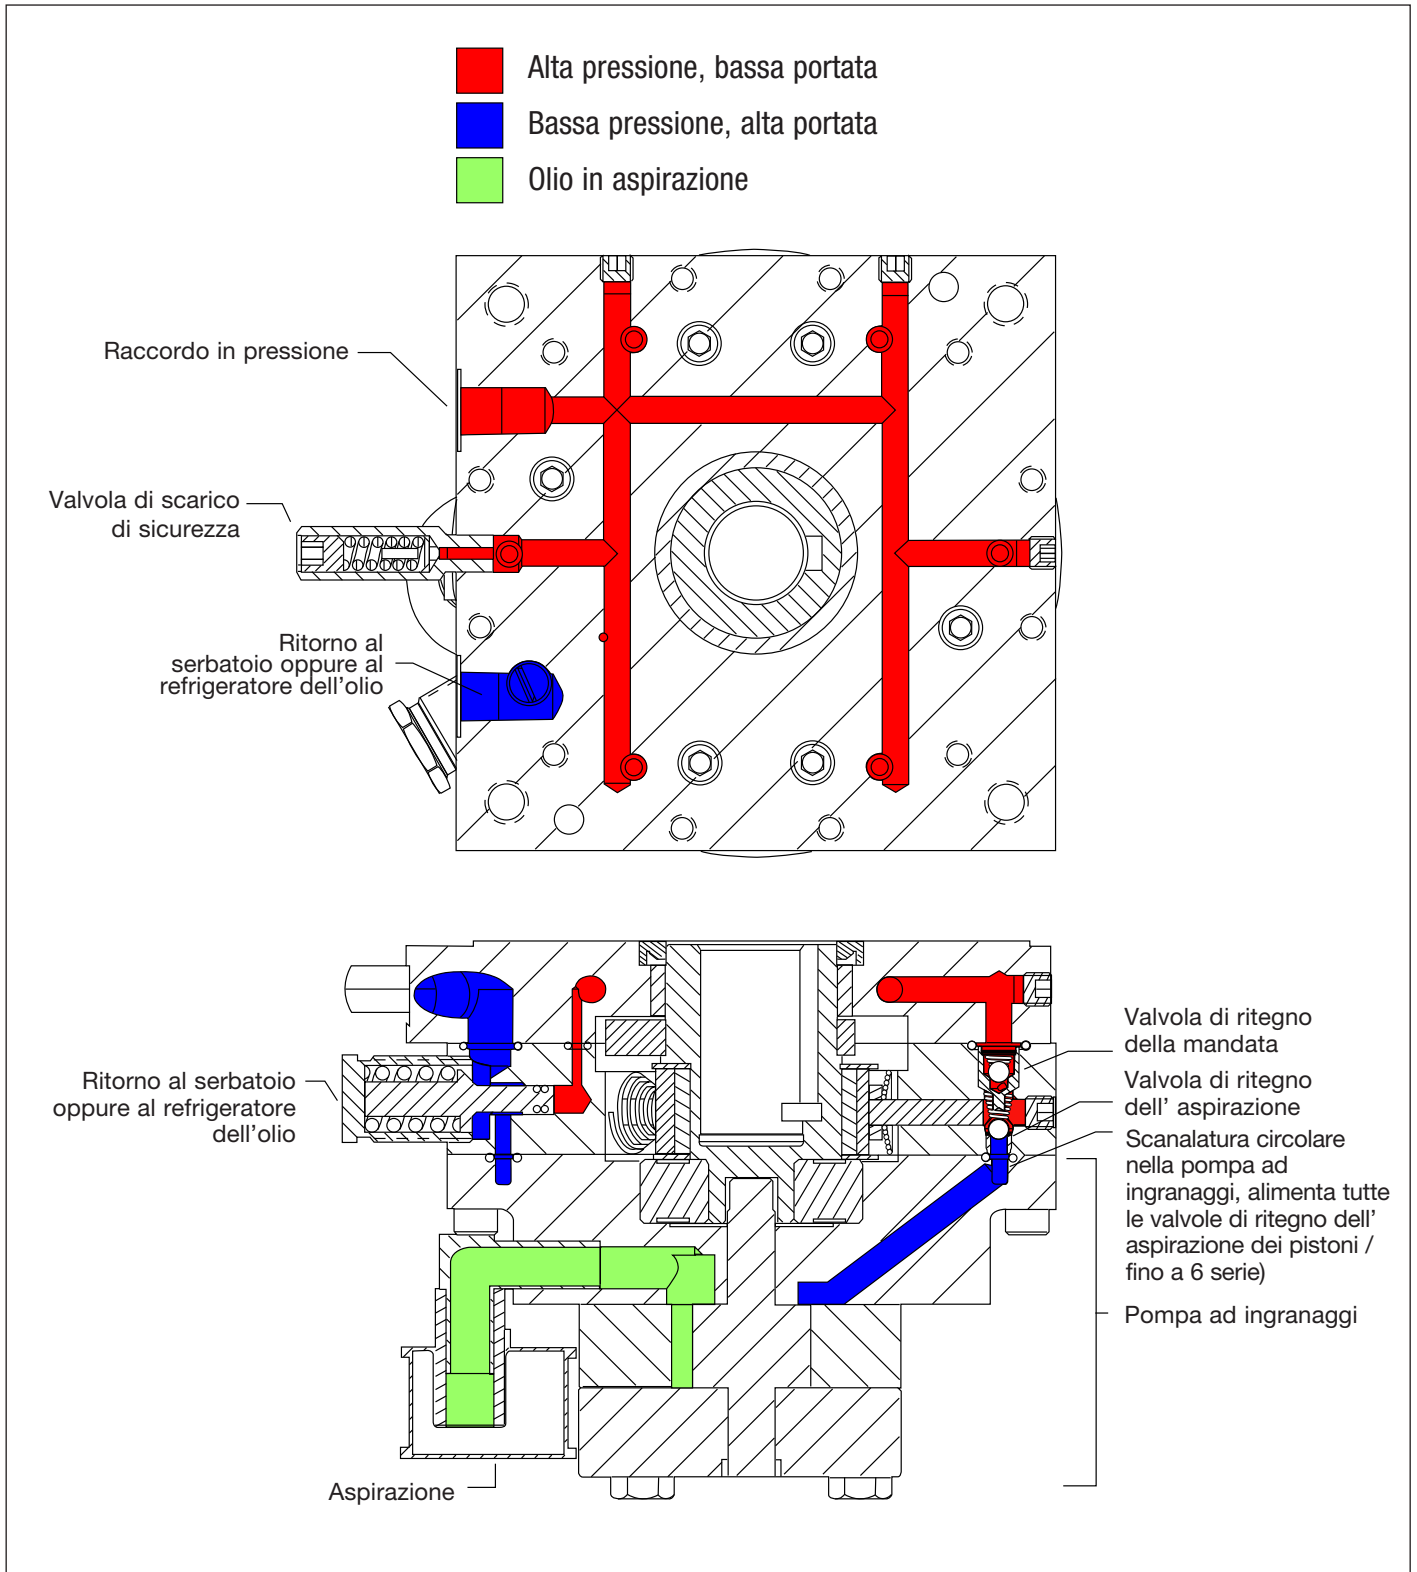 Alta pressione, bassa portata
Bassa pressione, alta portata
Olio in aspirazione
Raccordo in pressione
Valvola di scarico
di sicurezza
Ritorno al
serbatoio oppure al
refrigeratore dell'olio
Ritorno al serbatoio
oppure al refrigeratore
dell'olio
Valvola di ritegno
della mandata
Valvola di ritegno
dell' aspirazione
Scanalatura circolare
nella pompa ad
ingranaggi, alimenta tutte
le valvole di ritegno dell'
aspirazione dei pistoni /
fino a 6 serie)
Pompa ad ingranaggi
Aspirazione